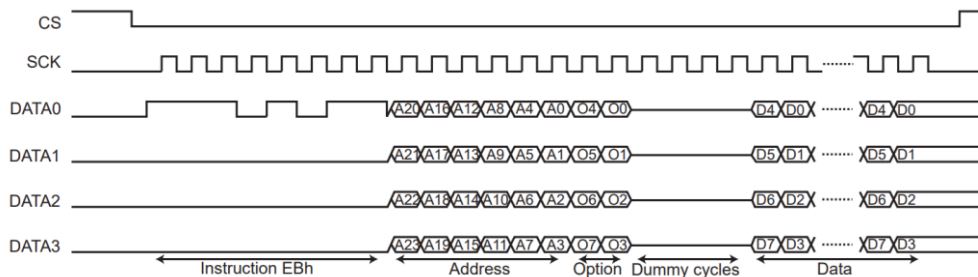 CS
SCK
DATA0 A20 A16 A12 A8 A4 A0 O4 O0 D4 D0 D4 D0
DATA1 A21 A17 A13 A9 A5 A1 O5 O1 D5 D1 D5 D1
DATA2 A22 A18 A14 A10 A6 A2 O6 O2 D6 D2 D6 D2
DATA3 A23 A19 A15 A11 A7 A3 O7 O3 D7 D3 D7 D3
Instruction EBh Address Option Dummy cycles Data